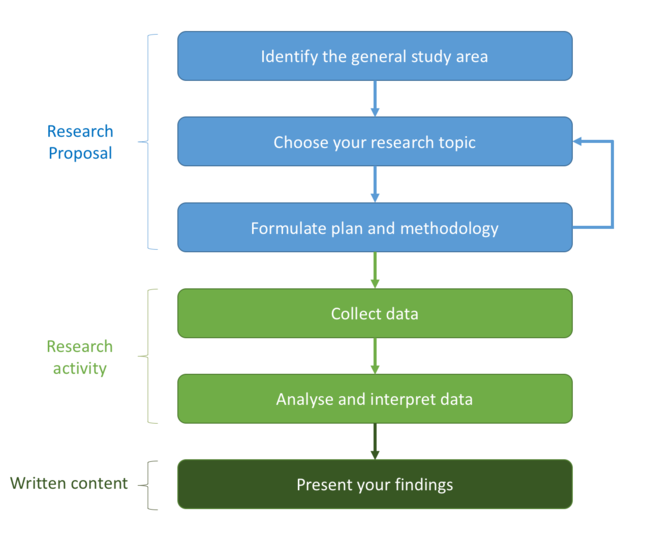 Identify the general study area
Research
Proposal
Choose your research topic
Formulate plan and methodology
Collect data
Research
activity
Analyse and interpret data
Written content
Present your findings